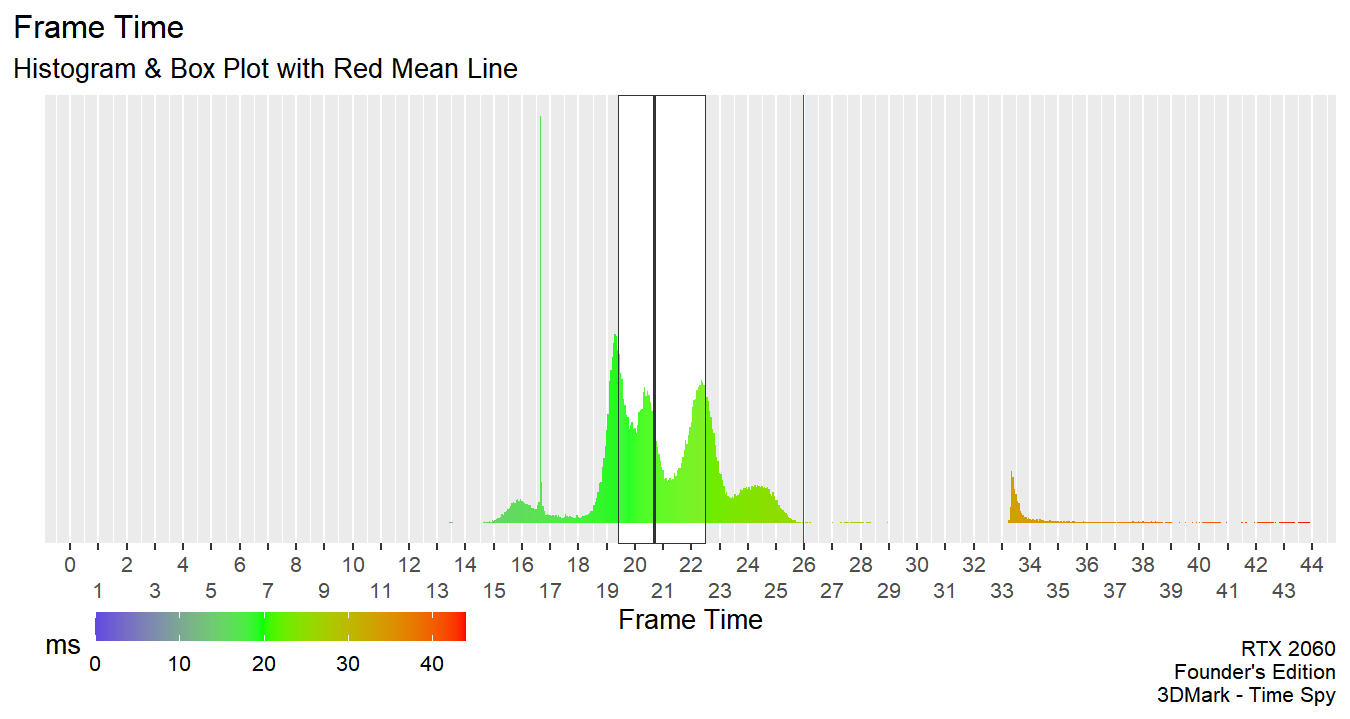 Frame Time
Histogram & Box Plot with Red Mean Line
0 2 4 6 8 10 12 14 16 18 20 22 24 26 28 30 32 34 36 38 40 42 44
1 3 5 7 9 11 13 15 17 19 21 23 25 27 29 31 33 35 37 39 41 43
Frame Time
ms
0 10 20 30 40
RTX 2060
Founder's Edition
3DMark - Time Spy